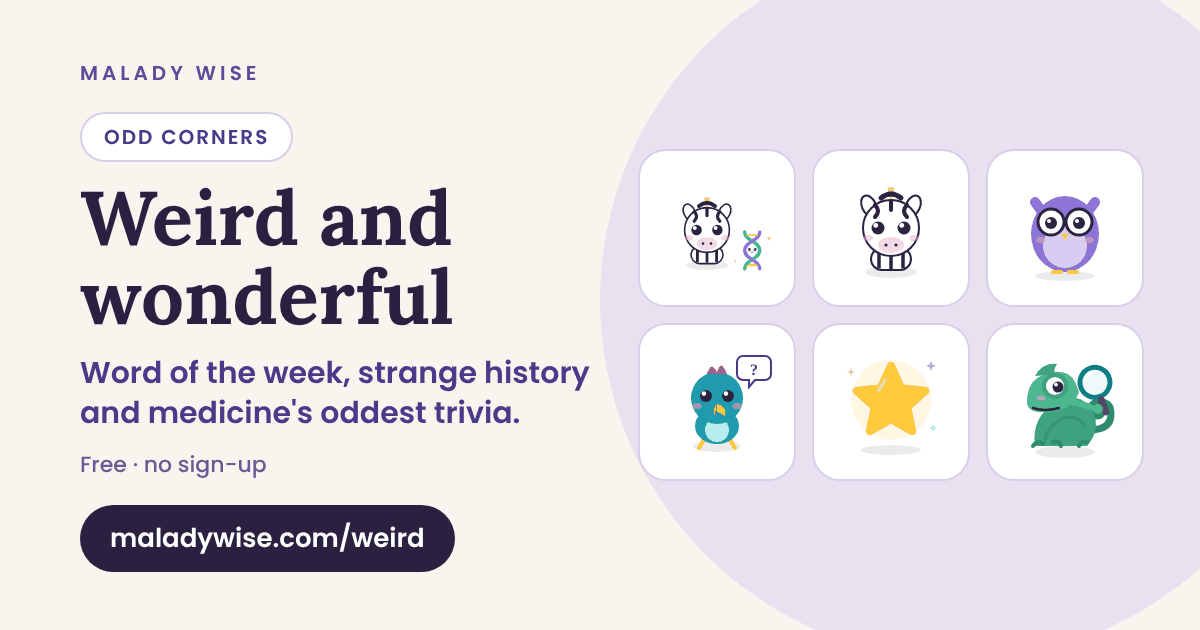 MALADY WISE
ODD CORNERS
Weird and
wonderful
Word of the week, strange history
and medicine's oddest trivia.
Free · no sign-up
maladywise.com/weird
?